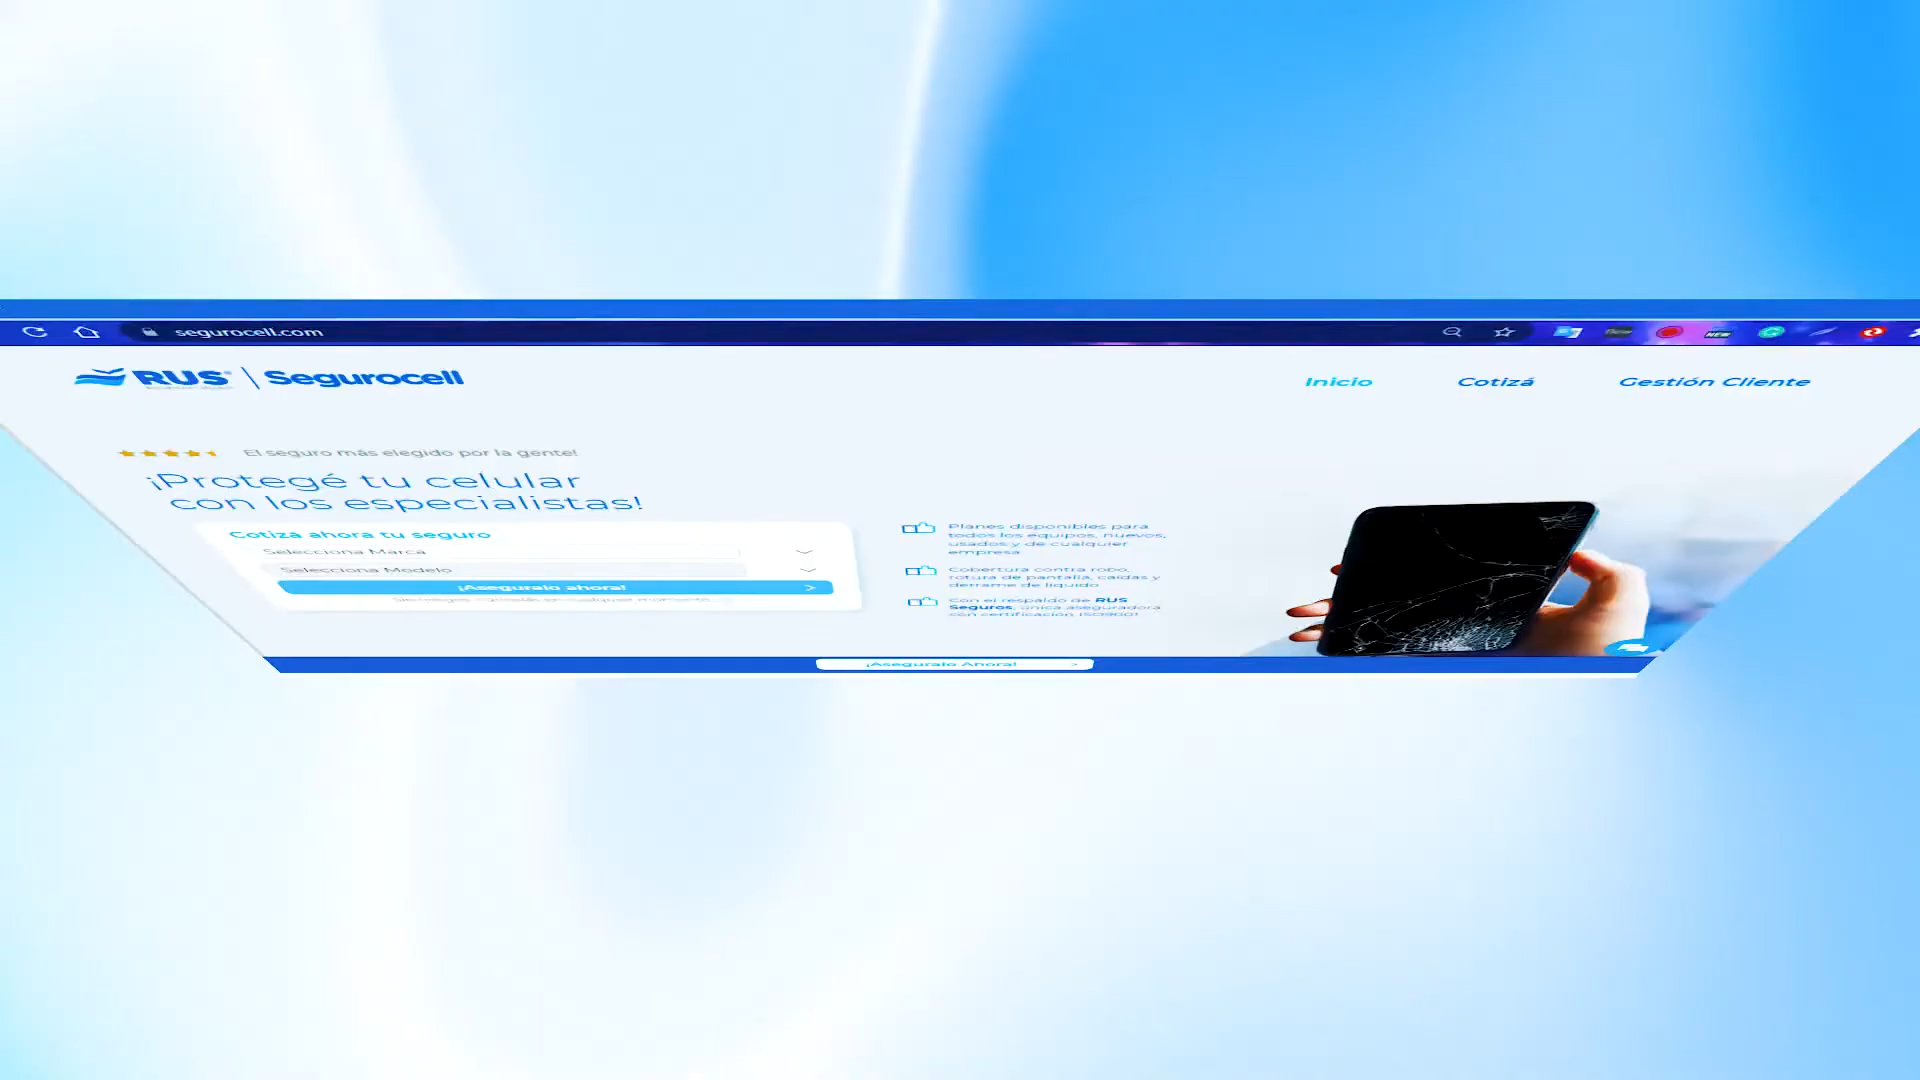 segurocell.com
RUS | Segurocell
Inicio
Cotizá
Gestión Cliente
El seguro más elegido por la gente!
¡Protegé tu celular
con los especialistas!
Cotiza ahora tu seguro
Selecciona Marca
Selecciona Modelo
¡Aseguralo ahora!
Planes disponibles para
todos los equipos, nuevos,
usados y de cualquier
empresa
Cobertura contra robo,
rotura de pantalla, caídas y
derrame de líquido
Con el respaldo de RUS
Seguros, única aseguradora
con certificación ISO9001
¡Aseguralo Ahora!
NEW